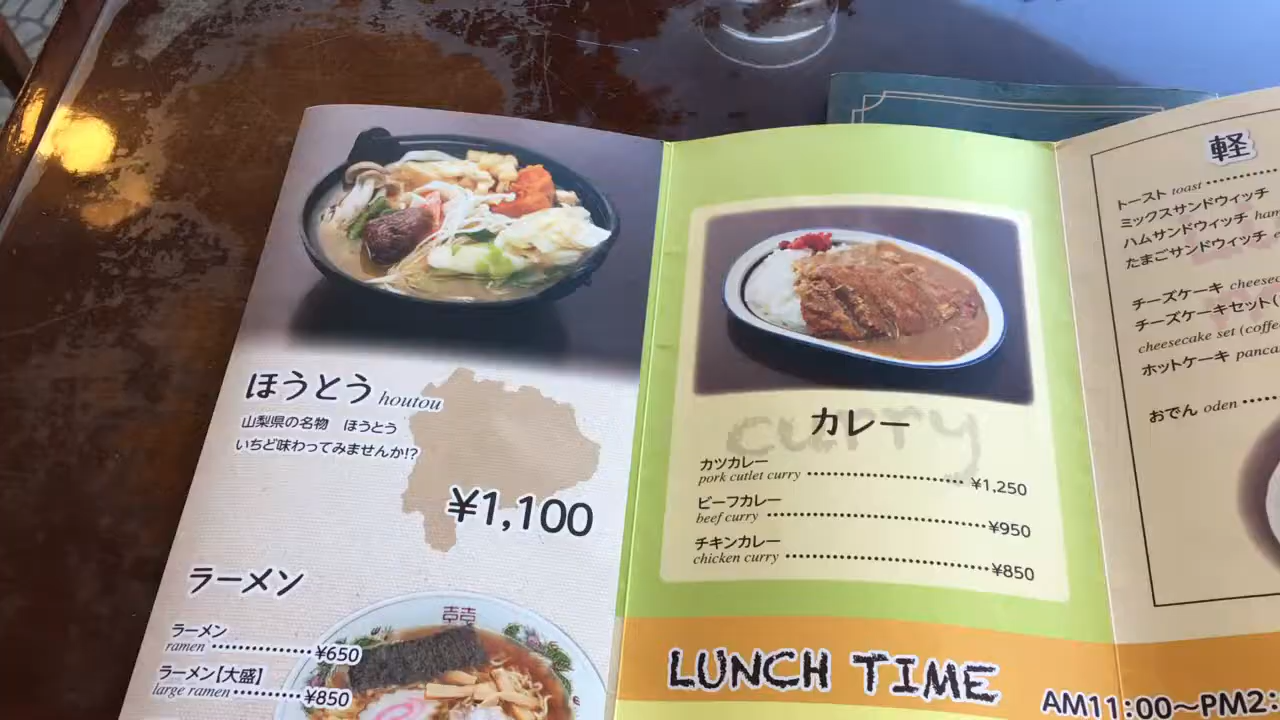 ほうとう houtou
山梨県の名物 ほうとう
いちど味わってみませんか!?
¥1,100
ラーメン
ラーメン
ramen ¥650
ラーメン【大盛】
large ramen ¥850
curry
カレー
カツカレー
pork cutlet curry ¥1,250
ビーフカレー
beef curry ¥950
チキンカレー
chicken curry ¥850
LUNCH TIME
AM11:00~PM2:
軽
トースト toast
ミックスサンドウィッチ
ハムサンドウィッチ
たまごサンドウィッチ
チーズケーキ
チーズケーキセット(
cheesecake set (coffe
ホットケーキ
おでん oden